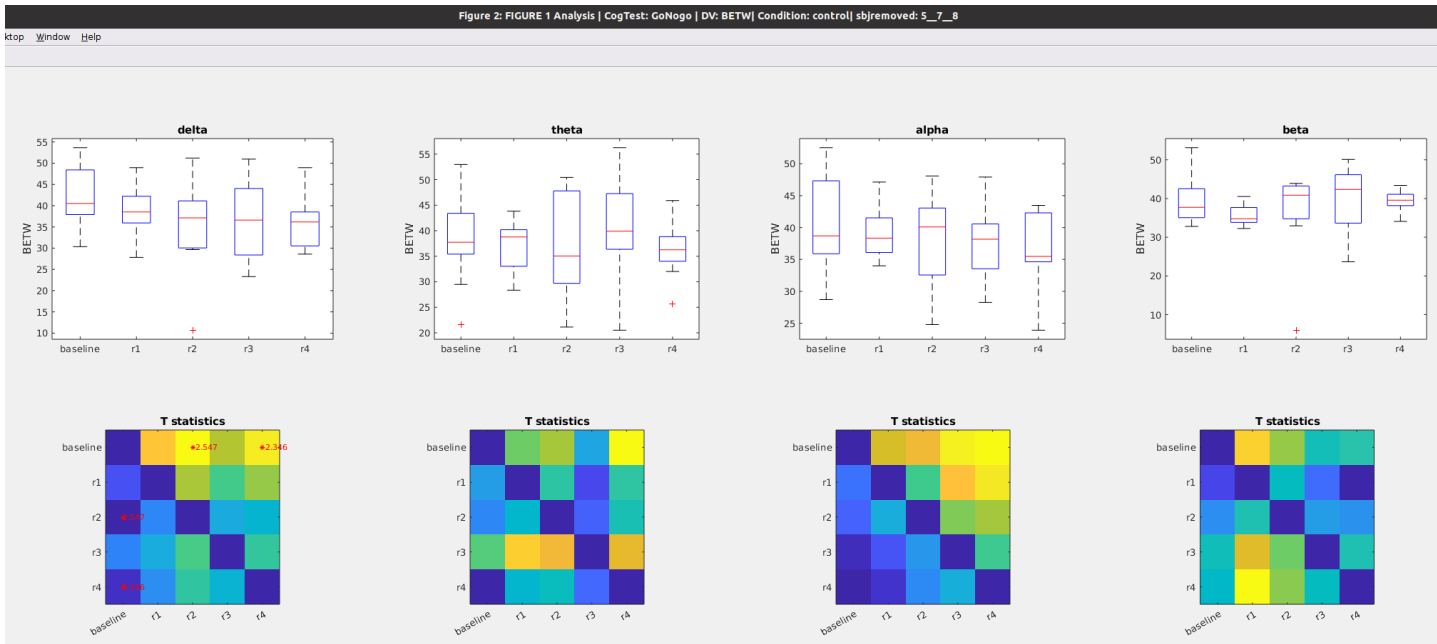 Figure 2: FIGURE 1 Analysis | CogTest: GoNogo | DV: BETW| Condition: control| sbjremoved: 5__7__8
ktop Window Help
delta
55
50
45
40
35
30
25
20
15
10
BETW
baseline r1 r2 r3 r4
theta
55
50
45
40
35
30
25
20
BETW
baseline r1 r2 r3 r4
alpha
50
45
40
35
30
25
BETW
baseline r1 r2 r3 r4
beta
50
40
30
20
10
BETW
baseline r1 r2 r3 r4
T statistics
baseline
r1
r2
r3
r4
*2.547
*2.346
baseline r1 r2 r3 r4
T statistics
baseline
r1
r2
r3
r4
baseline r1 r2 r3 r4
T statistics
baseline
r1
r2
r3
r4
baseline r1 r2 r3 r4
T statistics
baseline
r1
r2
r3
r4
baseline r1 r2 r3 r4